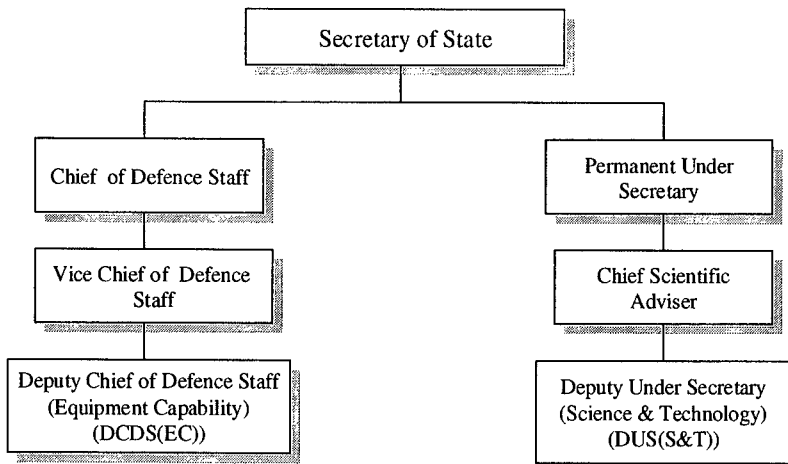 Secretary of State
Chief of Defence Staff
Permanent Under
Secretary
Vice Chief of Defence
Staff
Chief Scientific
Adviser
Deputy Chief of Defence Staff
(Equipment Capability)
(DCDS(EC))
Deputy Under Secretary
(Science & Technology)
(DUS(S&T))